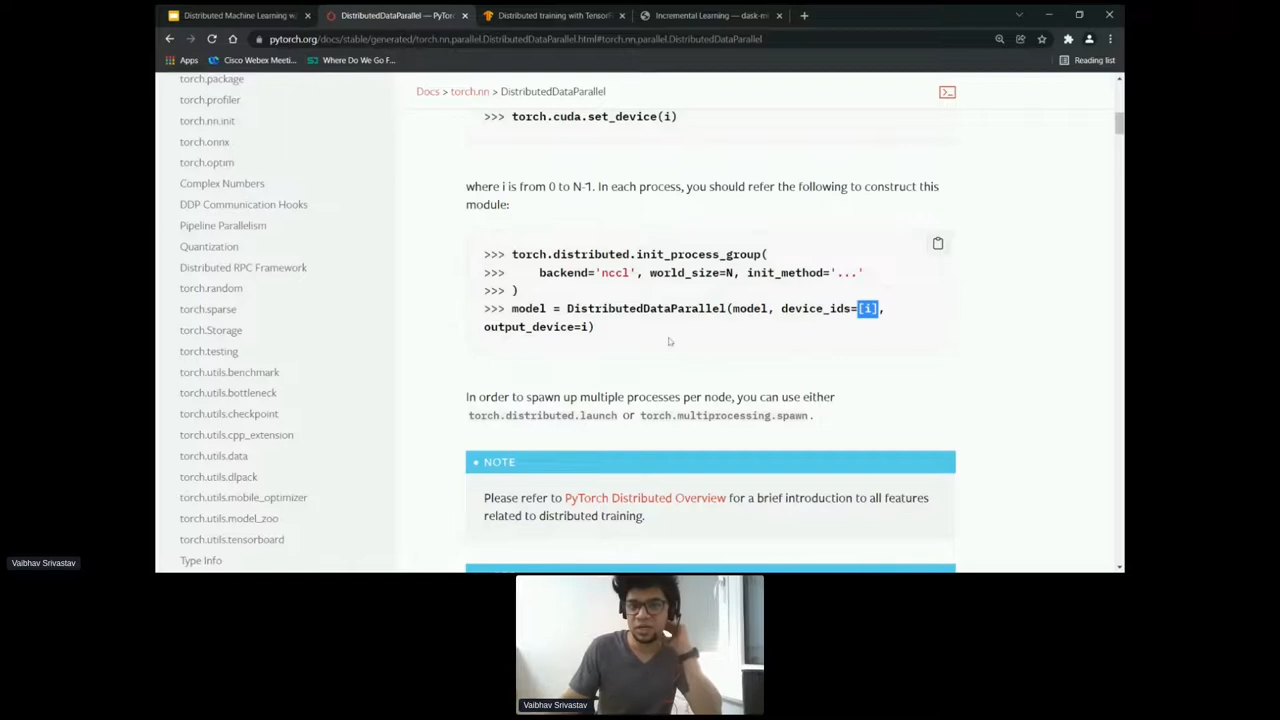 Distributed Machine Learning w
DistributedDataParallel — PyTor
Distributed training with TensorF
Incremental Learning — dask-m
pytorch.org/docs/stable/generated/torch.nn.parallel.DistributedDataParallel.html#torch.nn.parallel.DistributedDataParallel
Apps
Cisco Webex Meeti...
Where Do We Go F...
Reading list
torch.package
torch.profiler
torch.nn.init
torch.onnx
torch.optim
Complex Numbers
DDP Communication Hooks
Pipeline Parallelism
Quantization
Distributed RPC Framework
torch.random
torch.sparse
torch.Storage
torch.testing
torch.utils.benchmark
torch.utils.bottleneck
torch.utils.checkpoint
torch.utils.cpp_extension
torch.utils.data
torch.utils.dlpack
torch.utils.mobile_optimizer
torch.utils.model_zoo
torch.utils.tensorboard
Type Info
Docs > torch.nn > DistributedDataParallel
>>> torch.cuda.set_device(i)
where i is from 0 to N-1. In each process, you should refer the following to construct this
module:
>>> torch.distributed.init_process_group(
>>>     backend='nccl', world_size=N, init_method='...'
>>> )
>>> model = DistributedDataParallel(model, device_ids=[i],
output_device=i)
In order to spawn up multiple processes per node, you can use either
torch.distributed.launch or torch.multiprocessing.spawn.
NOTE
Please refer to PyTorch Distributed Overview for a brief introduction to all features
related to distributed training.
Vaibhav Srivastav
Vaibhav Srivastav